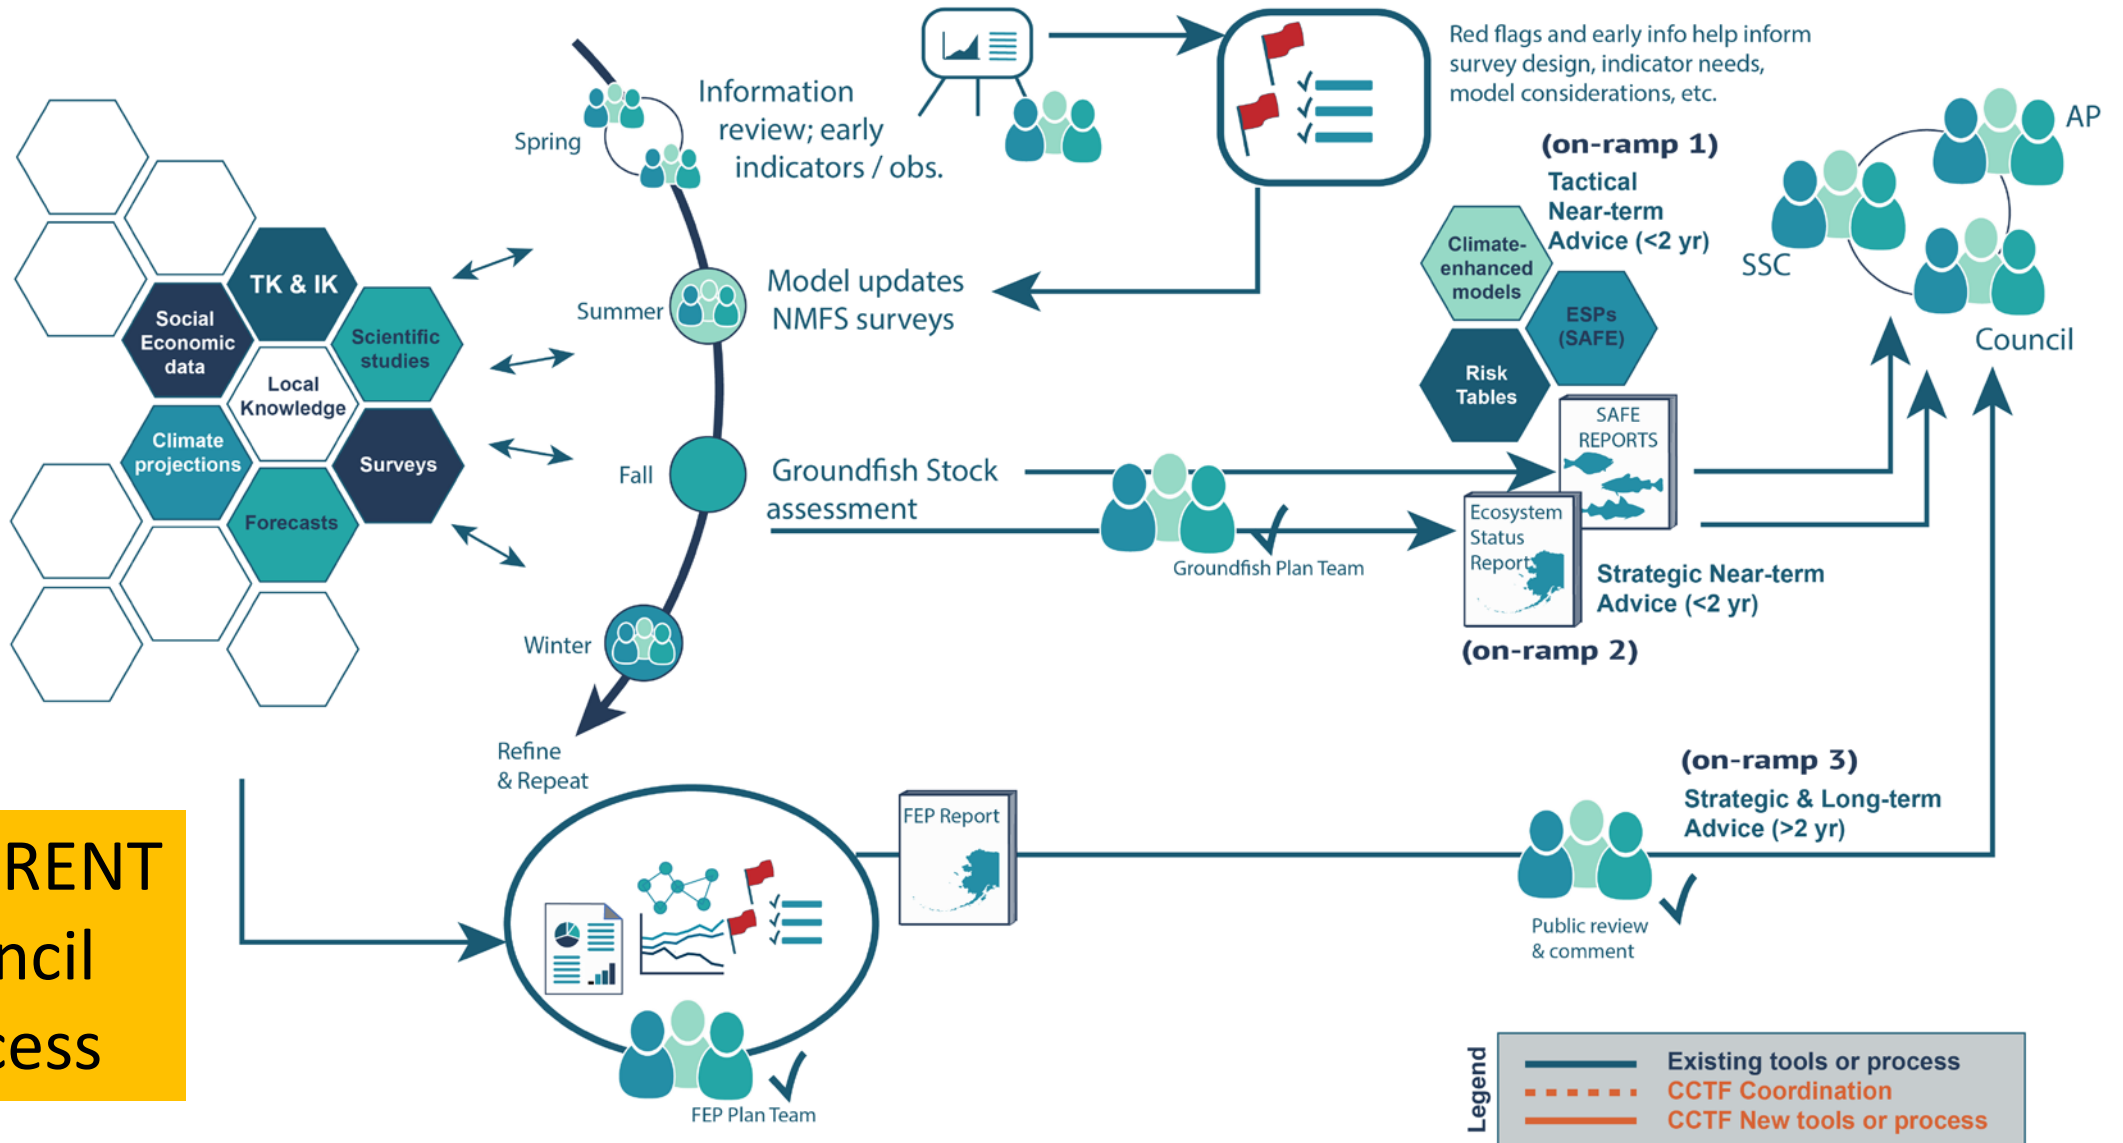 Red flags and early info help inform
survey design, indicator needs,
model considerations, etc.
(on-ramp 1)
Tactical
Near-term
Advice (<2 yr)
AP
SSC
Council
Spring
Information
review; early
indicators / obs.
Summer
Model updates
NMFS surveys
Fall
Groundfish Stock
assessment
Winter
Refine
& Repeat
TK & IK
Social
Economic
data
Scientific
studies
Local
Knowledge
Climate
projections
Surveys
Forecasts
Climate-
enhanced
models
ESPs
(SAFE)
Risk
Tables
SAFE
REPORTS
Ecosystem
Status
Report
Groundfish Plan Team
Strategic Near-term
Advice (<2 yr)
(on-ramp 2)
(on-ramp 3)
Strategic & Long-term
Advice (>2 yr)
FEP Report
Public review
& comment
FEP Plan Team
RENT
ncil
cess
Legend
Existing tools or process
CCTF Coordination
CCTF New tools or process